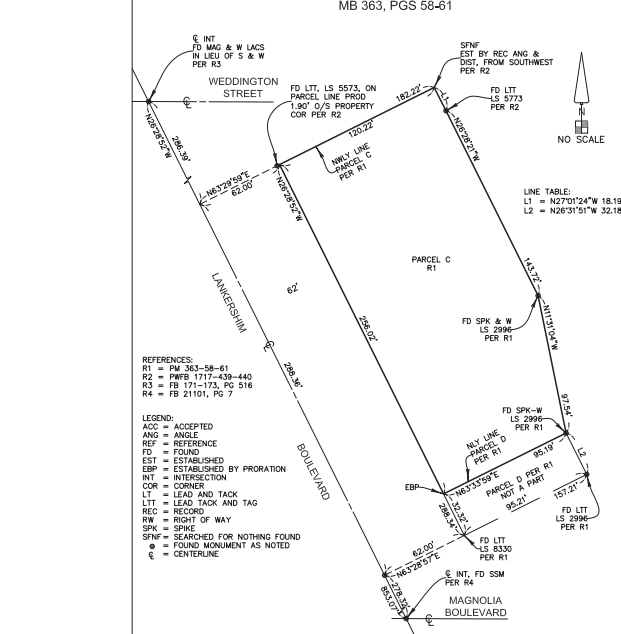 MB 363, PGS 58-61
℄ INT
FD MAG & W LACS
IN LIEU OF S & W
PER R3
WEDDINGTON
STREET
℄
N26°28'52"W
286.39'
FD LTT, LS 5573, ON
PARCEL LINE PROD
1.90' O/S PROPERTY
COR PER R2
SFNF
EST BY REC ANG &
DIST, FROM SOUTHWEST
PER R2
182.22'
120.22'
L1
FD LTT
LS 5773
PER R2
N
NO SCALE
NWLY LINE
PARCEL C
PER R1
N26°28'21"W
143.72'
N63°29'59"E
62.00'
N26°28'52"W
256.02'
LINE TABLE:
L1 = N27°01'24"W 18.19
L2 = N26°31'51"W 32.18
PARCEL C
R1
62'
LANKERSHIM
℄
288.36'
BOULEVARD
FD SPK & W
LS 2996
PER R1
N11°31'04"W
97.54'
REFERENCES:
R1 = PM 363-58-61
R2 = PWFB 1717-439-440
R3 = FB 171-173, PG 516
R4 = FB 21101, PG 7
LEGEND:
ACC = ACCEPTED
ANG = ANGLE
REF = REFERENCE
FD = FOUND
EST = ESTABLISHED
EBP = ESTABLISHED BY PRORATION
INT = INTERSECTION
COR = CORNER
LT = LEAD AND TACK
LTT = LEAD TACK AND TAG
REC = RECORD
RW = RIGHT OF WAY
SPK = SPIKE
SFNF = SEARCHED FOR NOTHING FOUND
= FOUND MONUMENT AS NOTED
℄ = CENTERLINE
FD SPK-W
LS 2996
PER R1
NLY LINE
PARCEL D
PER R1
95.19'
L2
EBP
N63°33'59"E
PARCEL D PER R1
NOT A PART
32.32'
288.34'
95.21'
157.21'
FD LTT
LS 2996
PER R1
FD LTT
LS 8330
PER R1
62.00'
N63°28'57"E
℄ INT, FD SSM
PER R4
278.32'
853.07'
MAGNOLIA
BOULEVARD
℄